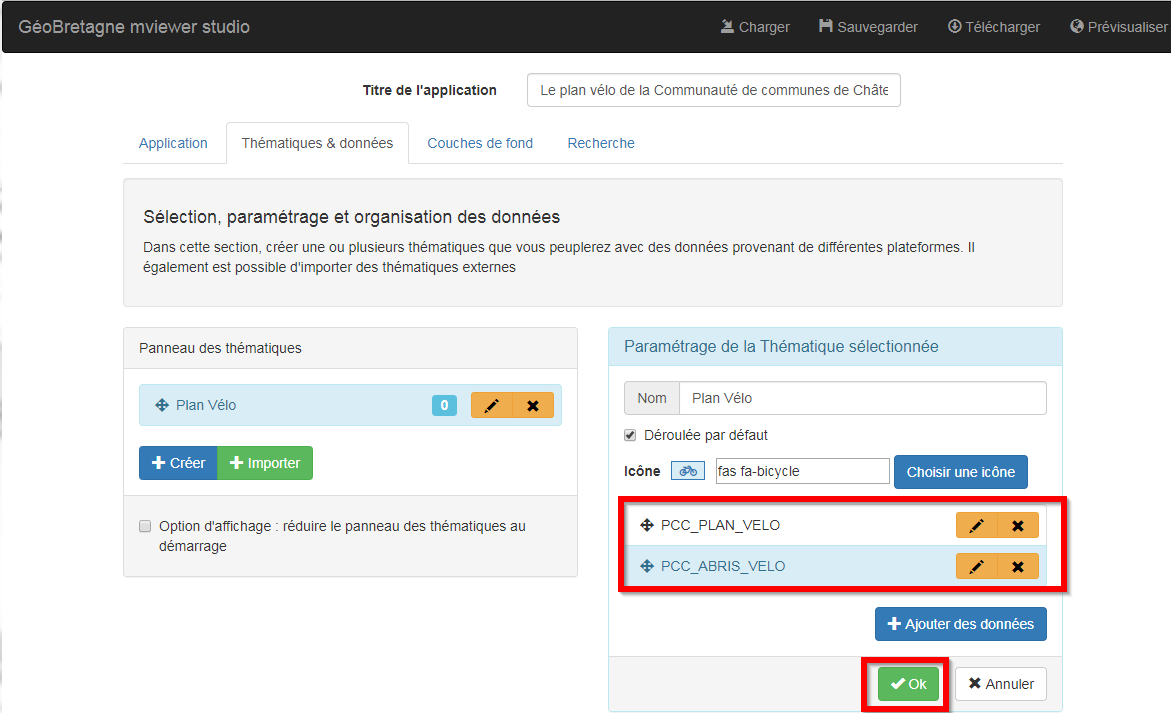 GéoBretagne mviewer studio
Charger
Sauvegarder
Télécharger
Prévisualiser
Titre de l'application
Le plan vélo de la Communauté de communes de Châte
Application
Thématiques & données
Couches de fond
Recherche
Sélection, paramétrage et organisation des données
Dans cette section, créer une ou plusieurs thématiques que vous peuplerez avec des données provenant de différentes plateformes. Il
également est possible d'importer des thématiques externes
Panneau des thématiques
Plan Vélo
0
Créer
Importer
Option d'affichage : réduire le panneau des thématiques au
démarrage
Paramétrage de la Thématique sélectionnée
Nom
Plan Vélo
Déroulée par défaut
Icône
fas fa-bicycle
Choisir une icône
PCC_PLAN_VELO
PCC_ABRIS_VELO
Ajouter des données
Ok
Annuler